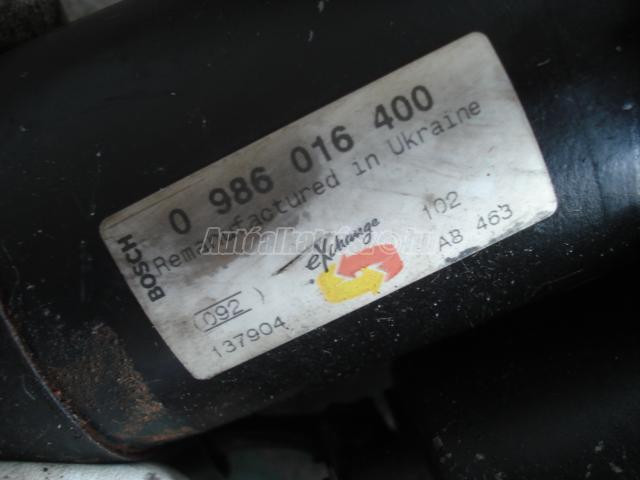 BOSCH
0 986 016 400
Remanufactured in Ukraine
exchange
102
AB 463
092
137904